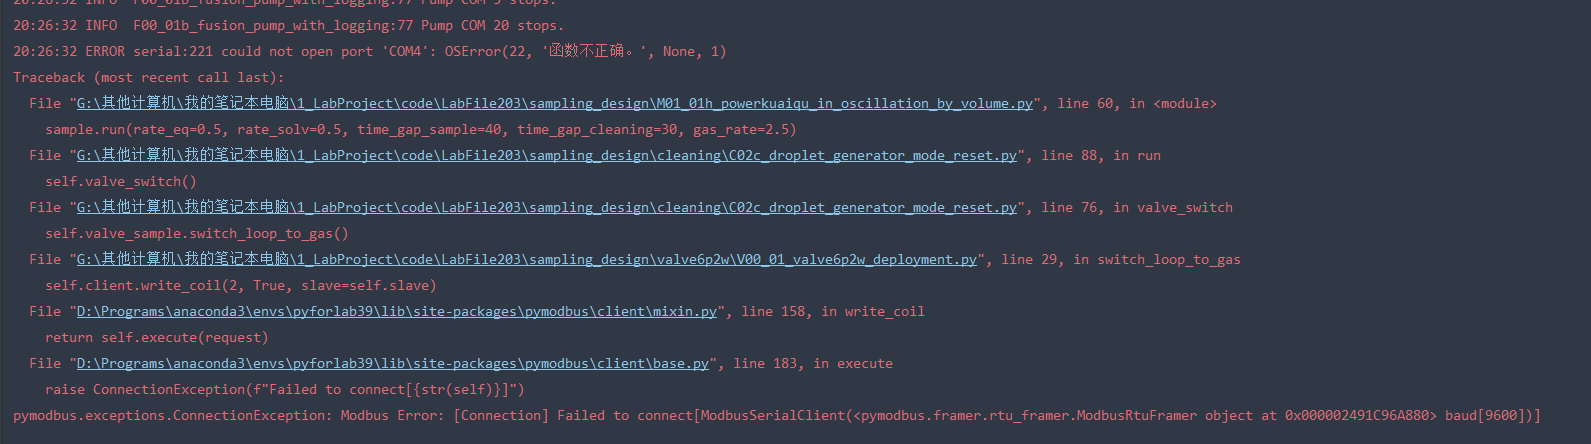 20:26:32 INFO  F00_01b_fusion_pump_with_logging:77 Pump COM 5 stops.
20:26:32 INFO  F00_01b_fusion_pump_with_logging:77 Pump COM 20 stops.
20:26:32 ERROR serial:221 could not open port 'COM4': OSError(22, '函数不正确。', None, 1)
Traceback (most recent call last):
  File "G:\其他计算机\我的笔记本电脑\1_LabProject\code\LabFile203\sampling_design\M01_01h_powerkuaiqu_in_oscillation_by_volume.py", line 60, in <module>
    sample.run(rate_eq=0.5, rate_solv=0.5, time_gap_sample=40, time_gap_cleaning=30, gas_rate=2.5)
  File "G:\其他计算机\我的笔记本电脑\1_LabProject\code\LabFile203\sampling_design\cleaning\C02c_droplet_generator_mode_reset.py", line 88, in run
    self.valve_switch()
  File "G:\其他计算机\我的笔记本电脑\1_LabProject\code\LabFile203\sampling_design\cleaning\C02c_droplet_generator_mode_reset.py", line 76, in valve_switch
    self.valve_sample.switch_loop_to_gas()
  File "G:\其他计算机\我的笔记本电脑\1_LabProject\code\LabFile203\sampling_design\valve6p2w\V00_01_valve6p2w_deployment.py", line 29, in switch_loop_to_gas
    self.client.write_coil(2, True, slave=self.slave)
  File "D:\Programs\anaconda3\envs\pyforlab39\lib\site-packages\pymodbus\client\mixin.py", line 158, in write_coil
    return self.execute(request)
  File "D:\Programs\anaconda3\envs\pyforlab39\lib\site-packages\pymodbus\client\base.py", line 183, in execute
    raise ConnectionException(f"Failed to connect[{str(self)}]")
pymodbus.exceptions.ConnectionException: Modbus Error: [Connection] Failed to connect[ModbusSerialClient(<pymodbus.framer.rtu_framer.ModbusRtuFramer object at 0x000002491C96A880> baud[9600])]